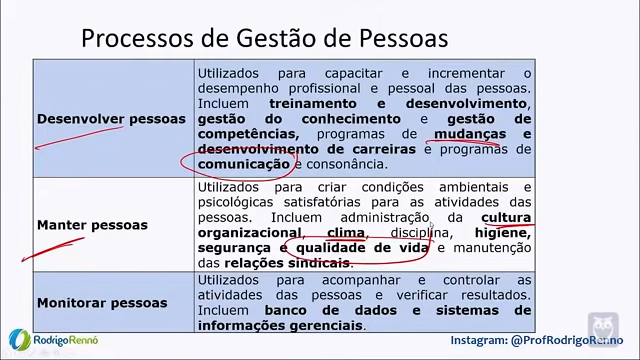 Processos de Gestão de Pessoas
Desenvolver pessoas
Utilizados para capacitar e incrementar o
desempenho profissional e pessoal das pessoas.
Incluem treinamento e desenvolvimento,
gestão do conhecimento e gestão de
competências, programas de mudanças e
desenvolvimento de carreiras e programas de
comunicação e consonância.
Manter pessoas
Utilizados para criar condições ambientais e
psicológicas satisfatórias para as atividades das
pessoas. Incluem administração da cultura
organizacional, clima, disciplina, higiene,
segurança e qualidade de vida e manutenção
das relações sindicais.
Monitorar pessoas
Utilizados para acompanhar e controlar as
atividades das pessoas e verificar resultados.
Incluem banco de dados e sistemas de
informações gerenciais.
RodrigoRennó
Instagram: @ProfRodrigoRenno